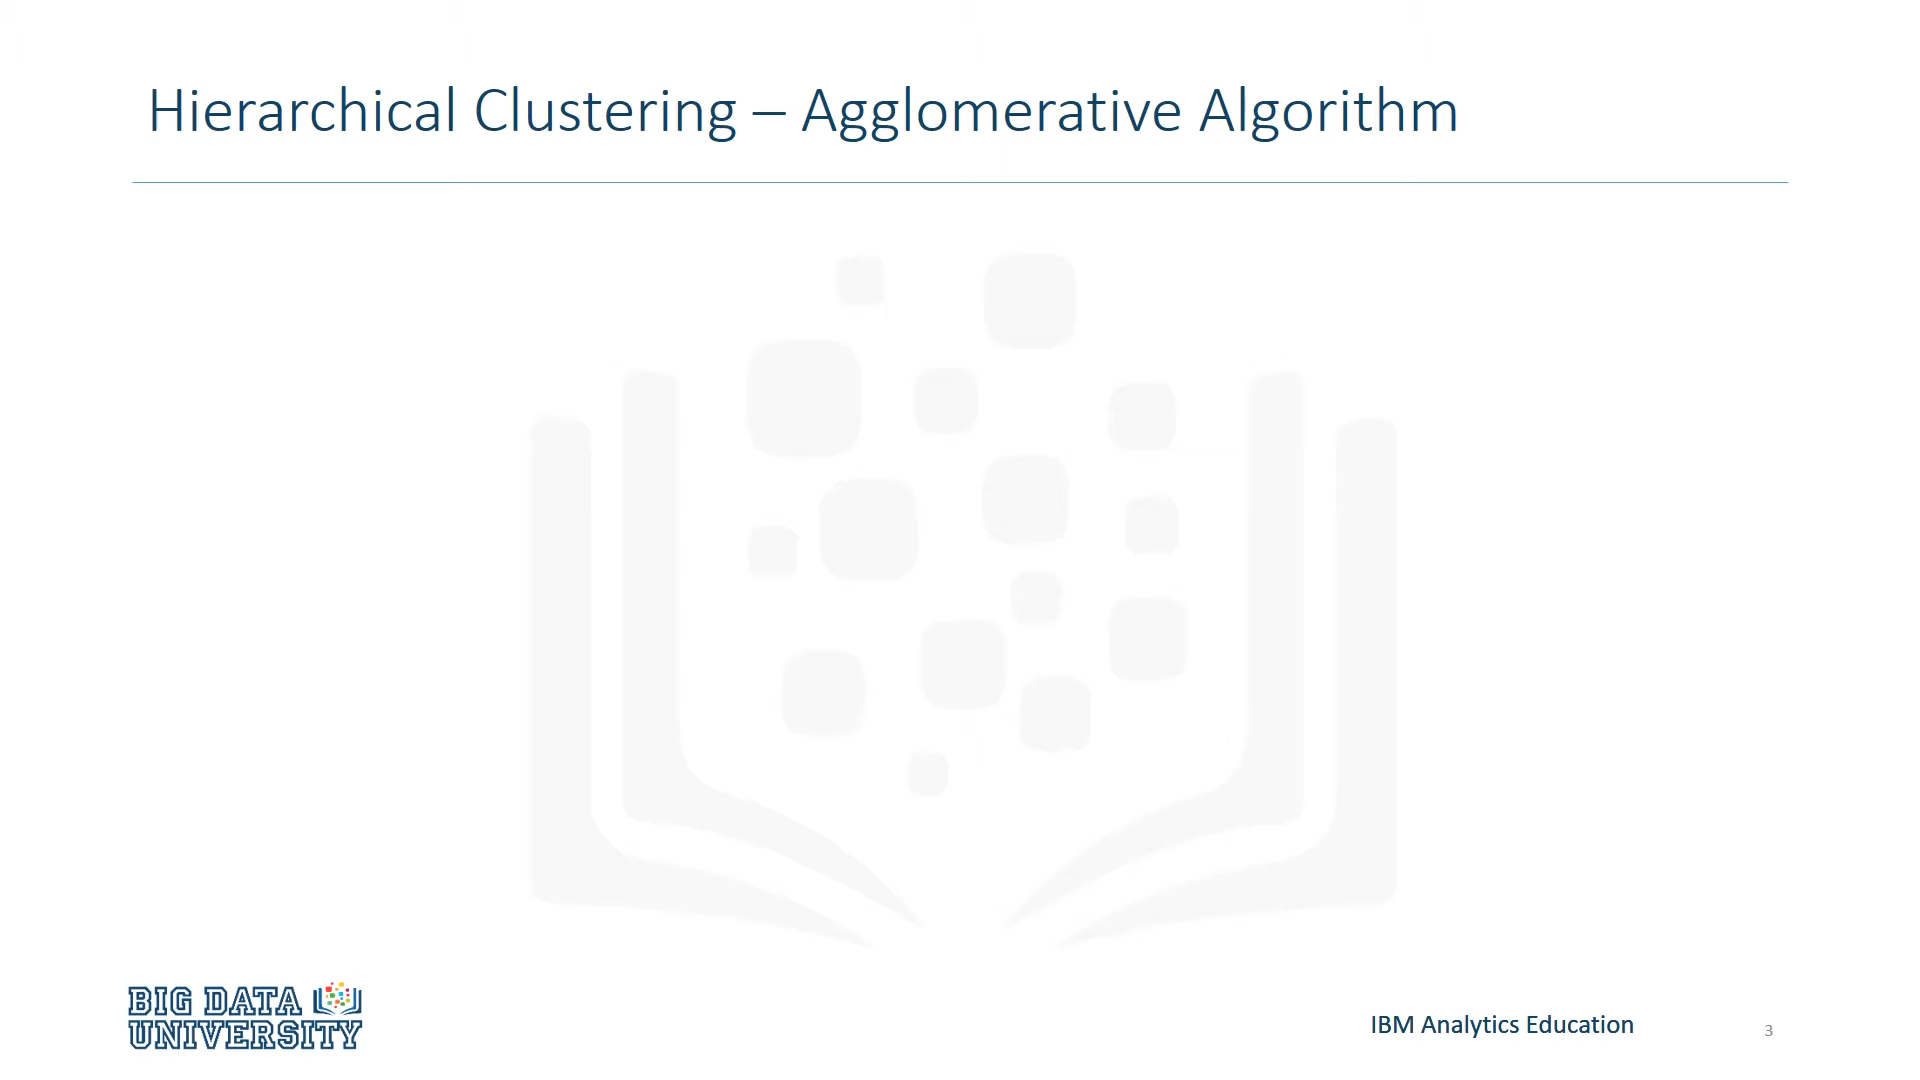 Hierarchical Clustering – Agglomerative Algorithm
BIG DATA
UNIVERSITY
IBM Analytics Education
3